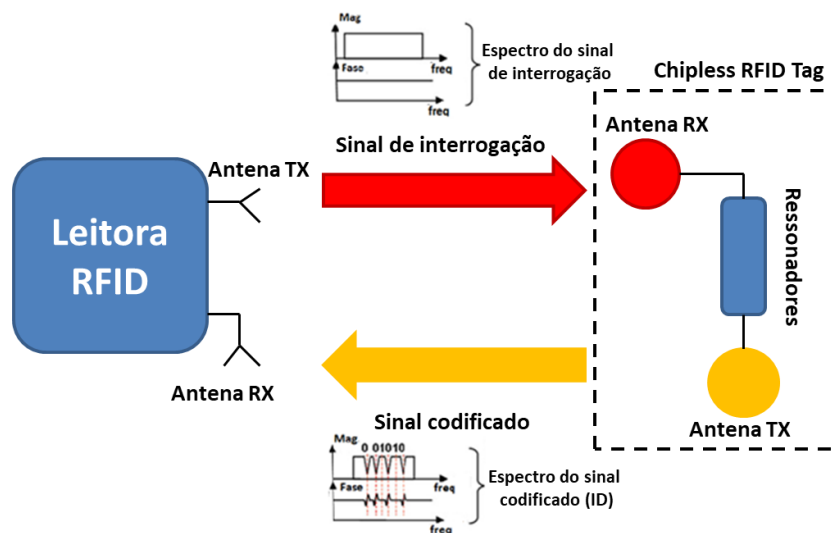 Mag
freq
Fase
freq
Espectro do sinal
de interrogação
Chipless RFID Tag
Antena TX
Sinal de interrogação
Antena RX
Leitora
RFID
Ressonadores
Antena RX
Antena TX
Sinal codificado
Mag
0 01010
freq
Fase
freq
Espectro do sinal
codificado (ID)